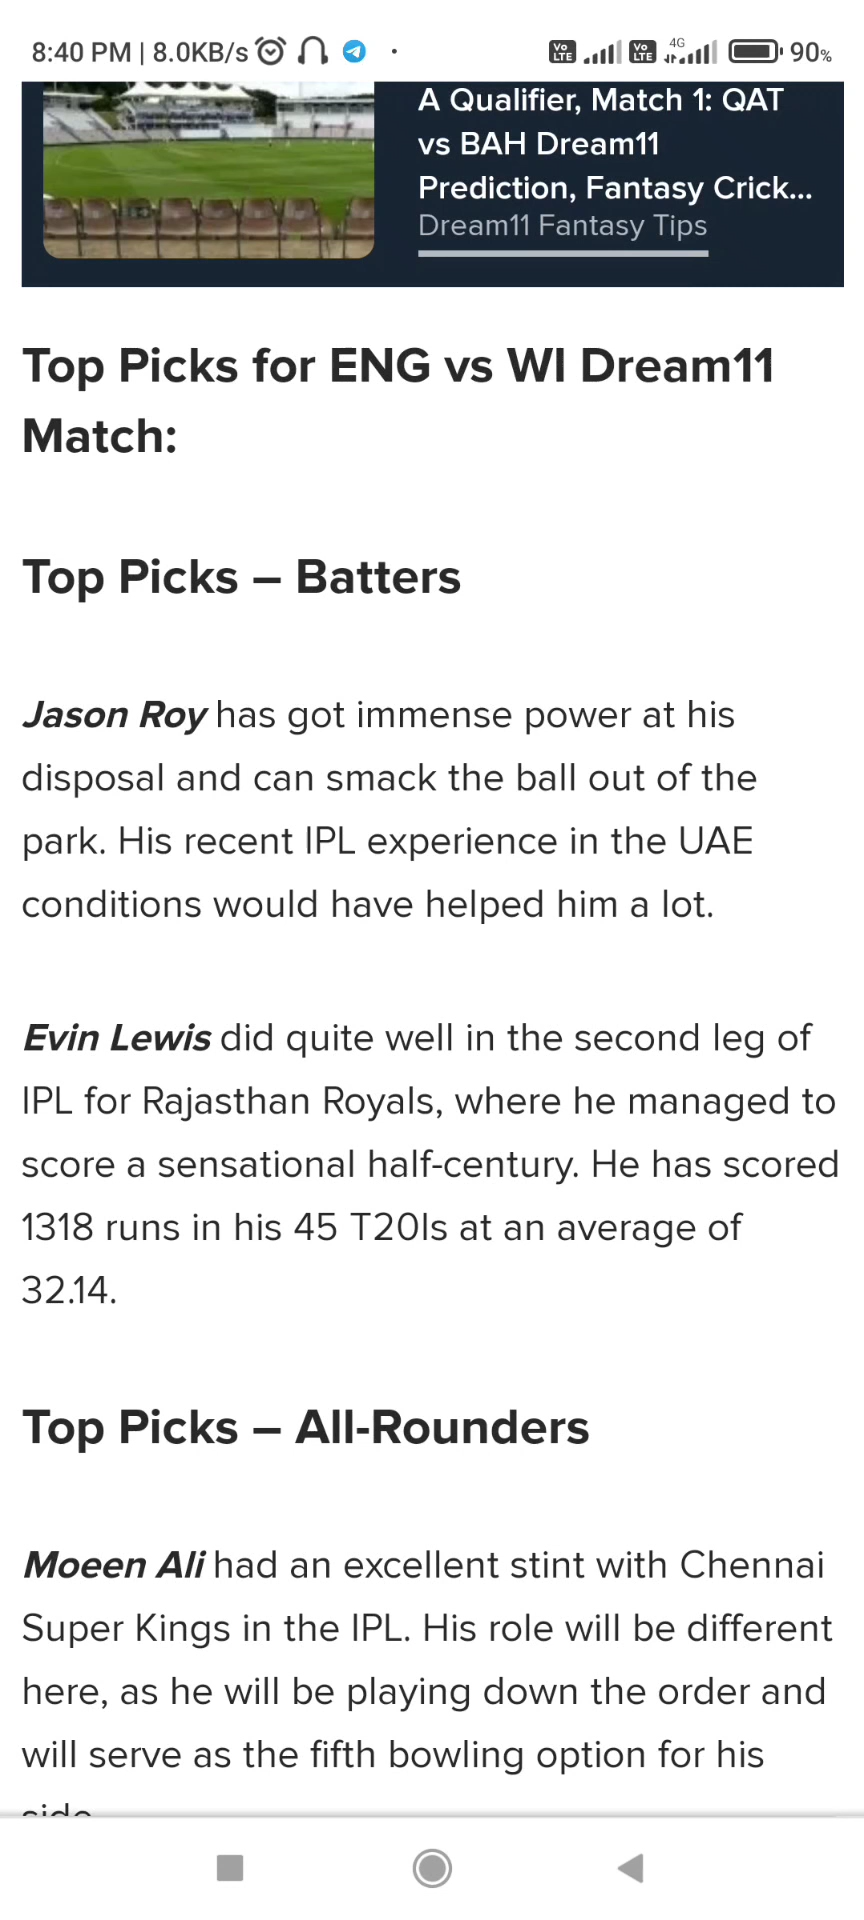 8:40 PM | 8.0KB/s
Vo LTE Vo LTE 4G 90%
A Qualifier, Match 1: QAT
vs BAH Dream11
Prediction, Fantasy Crick...
Dream11 Fantasy Tips
Top Picks for ENG vs WI Dream11
Match:
Top Picks – Batters
Jason Roy has got immense power at his
disposal and can smack the ball out of the
park. His recent IPL experience in the UAE
conditions would have helped him a lot.
Evin Lewis did quite well in the second leg of
IPL for Rajasthan Royals, where he managed to
score a sensational half-century. He has scored
1318 runs in his 45 T20Is at an average of
32.14.
Top Picks – All-Rounders
Moeen Ali had an excellent stint with Chennai
Super Kings in the IPL. His role will be different
here, as he will be playing down the order and
will serve as the fifth bowling option for his
side.